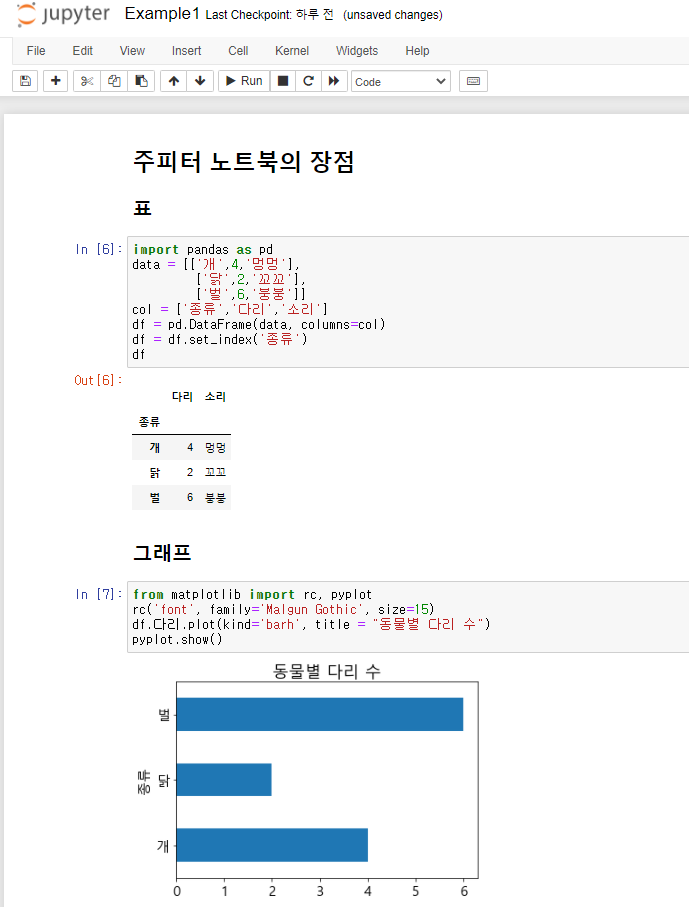 jupyter Example1 Last Checkpoint: 하루 전 (unsaved changes)
File Edit View Insert Cell Kernel Widgets Help
Run Code
주피터 노트북의 장점
표
In [6]: import pandas as pd
data = [['개',4,'멍멍'],
['닭',2,'꼬꼬'],
['벌',6,'붕붕']]
col = ['종류','다리','소리']
df = pd.DataFrame(data, columns=col)
df = df.set_index('종류')
df
Out[6]:
다리 소리
종류
개 4 멍멍
닭 2 꼬꼬
벌 6 붕붕
그래프
In [7]: from matplotlib import rc, pyplot
rc('font', family='Malgun Gothic', size=15)
df.다리.plot(kind='barh', title = "동물별 다리 수")
pyplot.show()
동물별 다리 수
벌
종류
닭
개
0 1 2 3 4 5 6